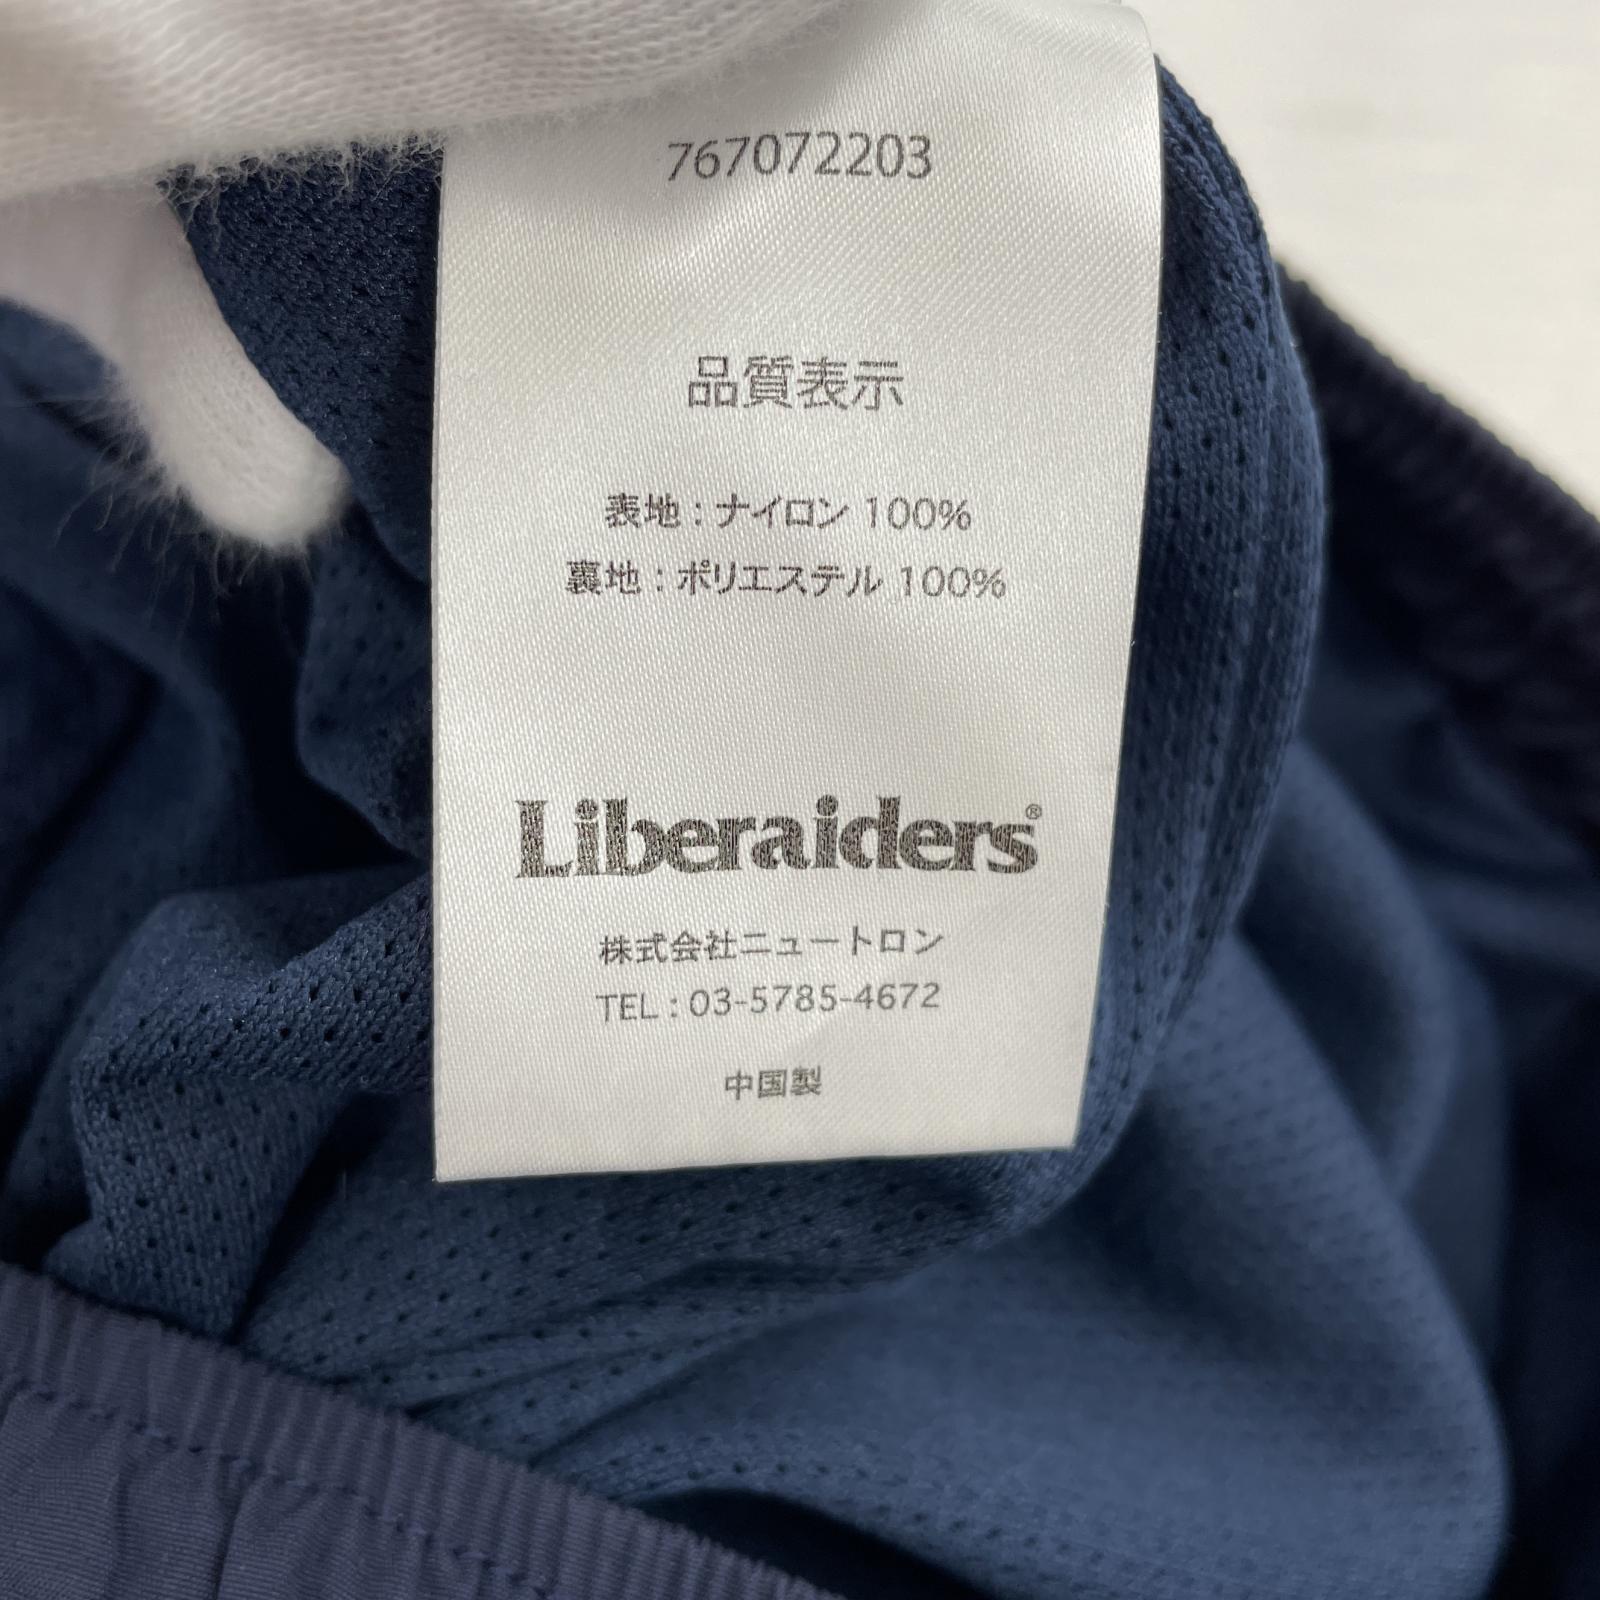 767072203
品質表示
表地 : ナイロン 100%
裏地 : ポリエステル 100%
Liberaiders®
株式会社ニュートロン
TEL : 03-5785-4672
中国製